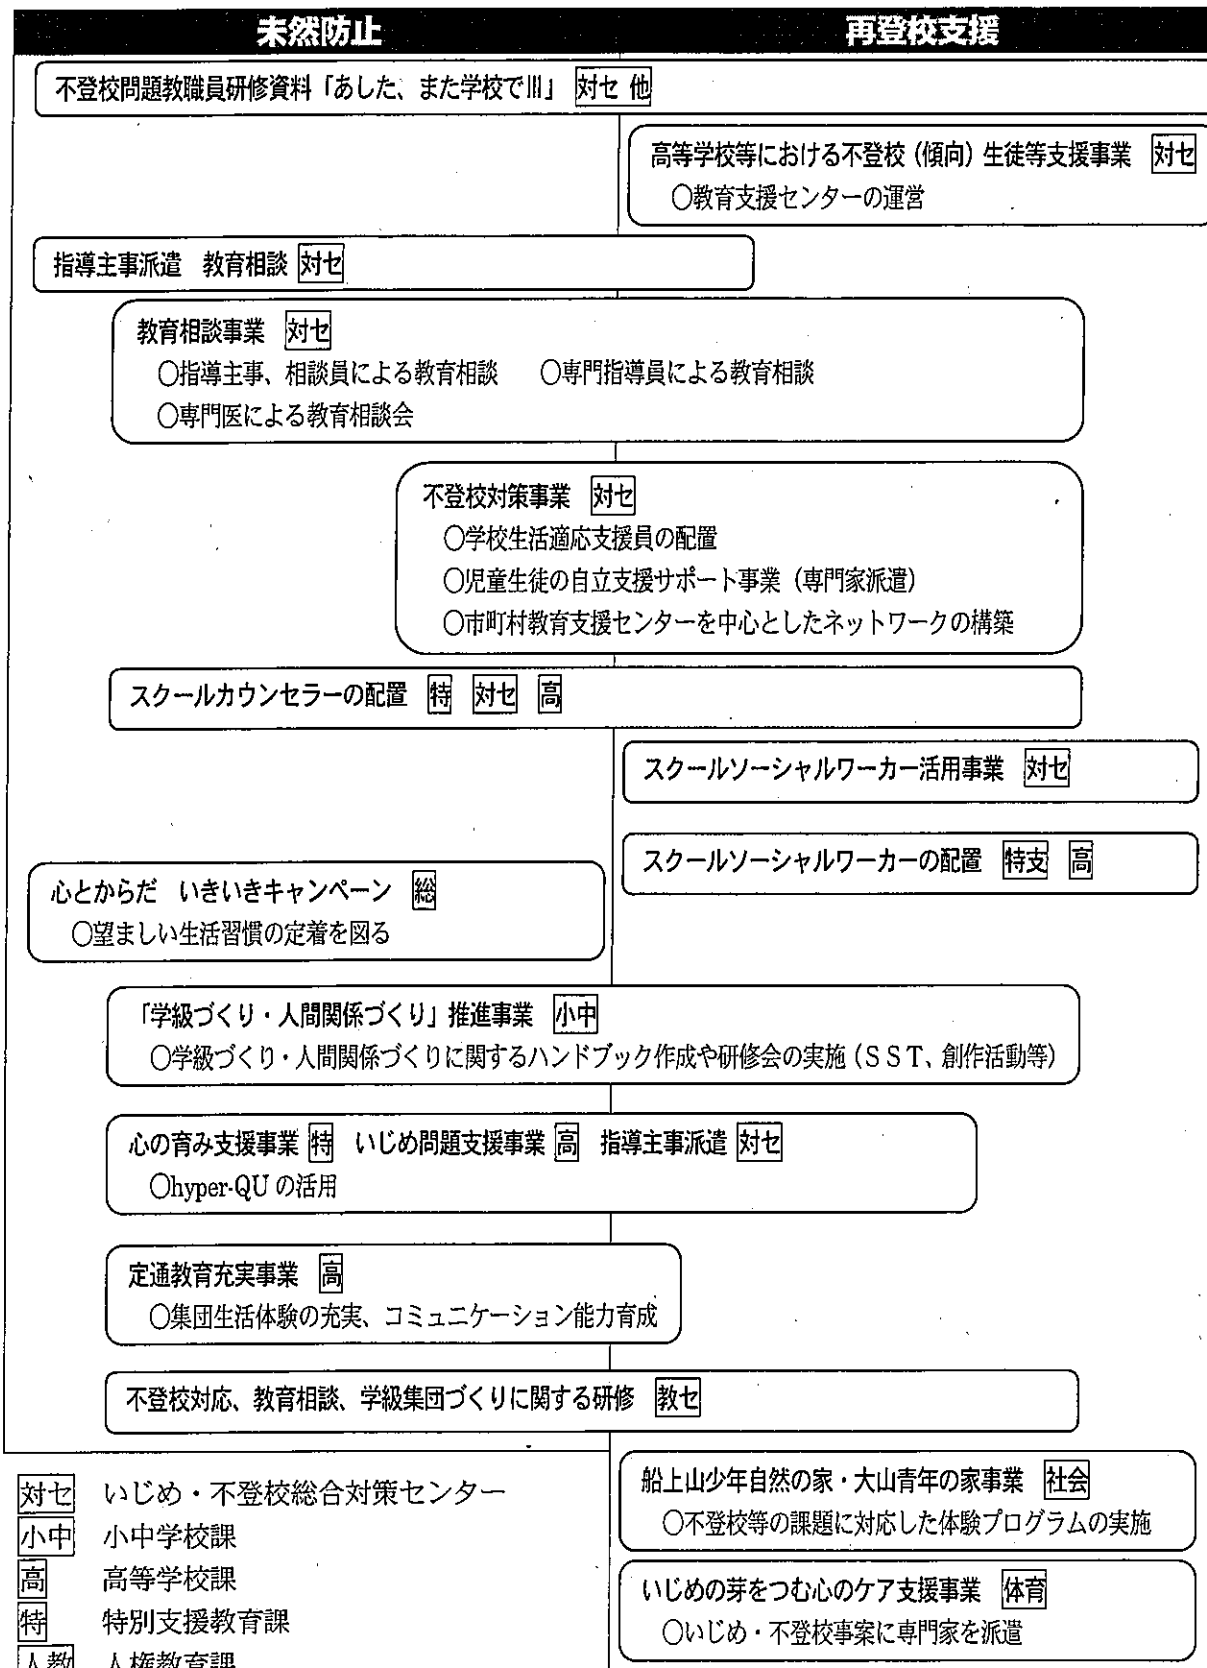 未然防止
再登校支援
不登校問題教職員研修資料「あした、また学校でⅢ」 対セ 他
高等学校等における不登校(傾向)生徒等支援事業 対セ
○教育支援センターの運営
指導主事派遣 教育相談 対セ
教育相談事業 対セ
○指導主事、相談員による教育相談 ○専門指導員による教育相談
○専門医による教育相談会
不登校対策事業 対セ
○学校生活適応支援員の配置
○児童生徒の自立支援サポート事業(専門家派遣)
○市町村教育支援センターを中心としたネットワークの構築
スクールカウンセラーの配置 特 対セ 高
スクールソーシャルワーカー活用事業 対セ
スクールソーシャルワーカーの配置 特支 高
心とからだ いきいきキャンペーン 総
○望ましい生活習慣の定着を図る
「学級づくり・人間関係づくり」推進事業 小中
○学級づくり・人間関係づくりに関するハンドブック作成や研修会の実施(SST、創作活動等)
心の育み支援事業 特 いじめ問題支援事業 高 指導主事派遣 対セ
○hyper-QUの活用
定通教育充実事業 高
○集団生活体験の充実、コミュニケーション能力育成
不登校対応、教育相談、学級集団づくりに関する研修 教セ
船上山少年自然の家・大山青年の家事業 社会
○不登校等の課題に対応した体験プログラムの実施
いじめの芽をつむ心のケア支援事業 体育
○いじめ・不登校事案に専門家を派遣
対セ いじめ・不登校総合対策センター
小中 小中学校課
高 高等学校課
特 特別支援教育課
人教 人権教育課